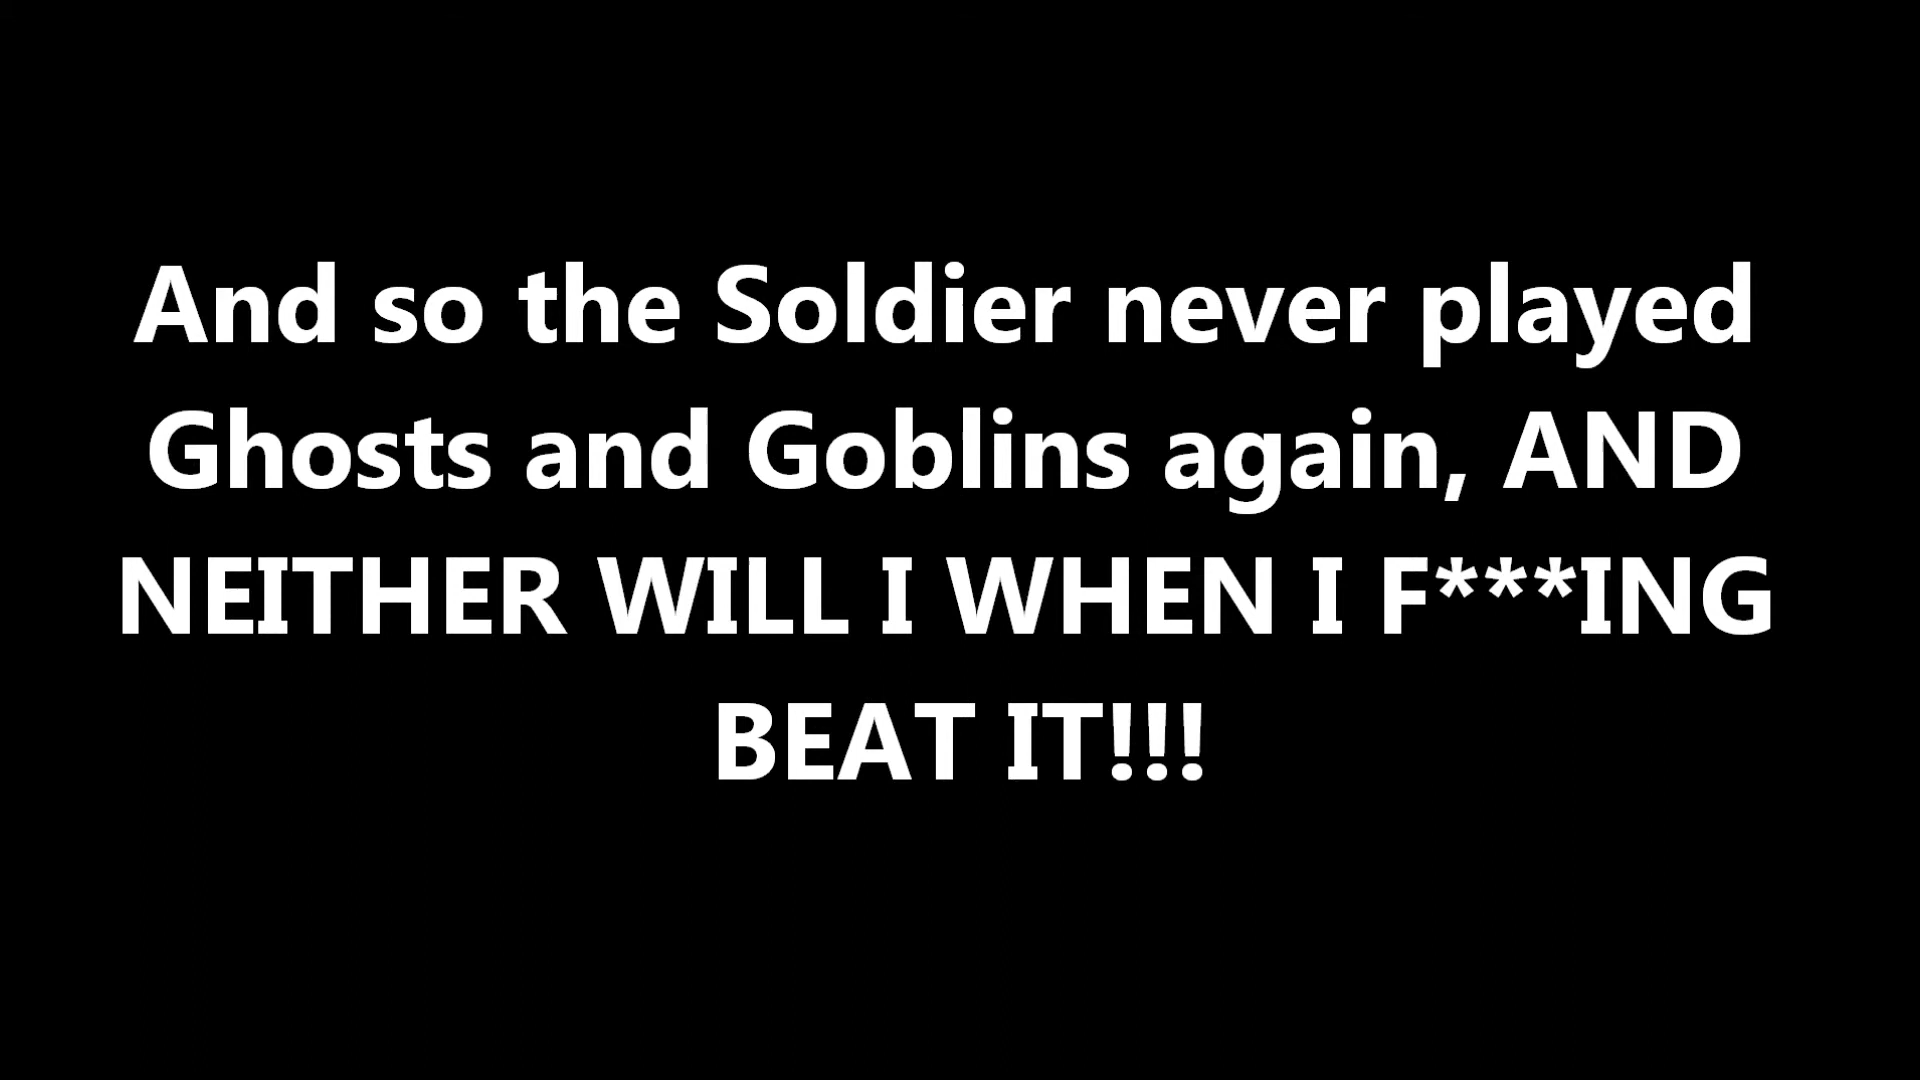 And so the Soldier never played
Ghosts and Goblins again, AND
NEITHER WILL I WHEN I F***ING
BEAT IT!!!